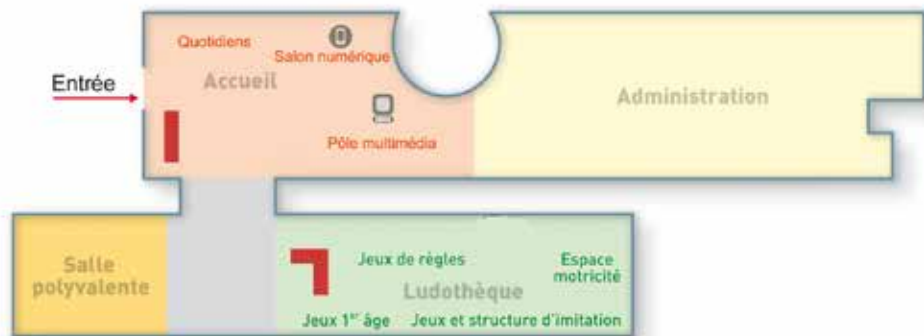 Quotidiens
Salon numérique
Accueil
Entrée
Administration
Pôle multimédia
Salle
polyvalente
Jeux de règles
Espace
motricité
Ludothèque
Jeux 1er âge
Jeux et structure d'imitation